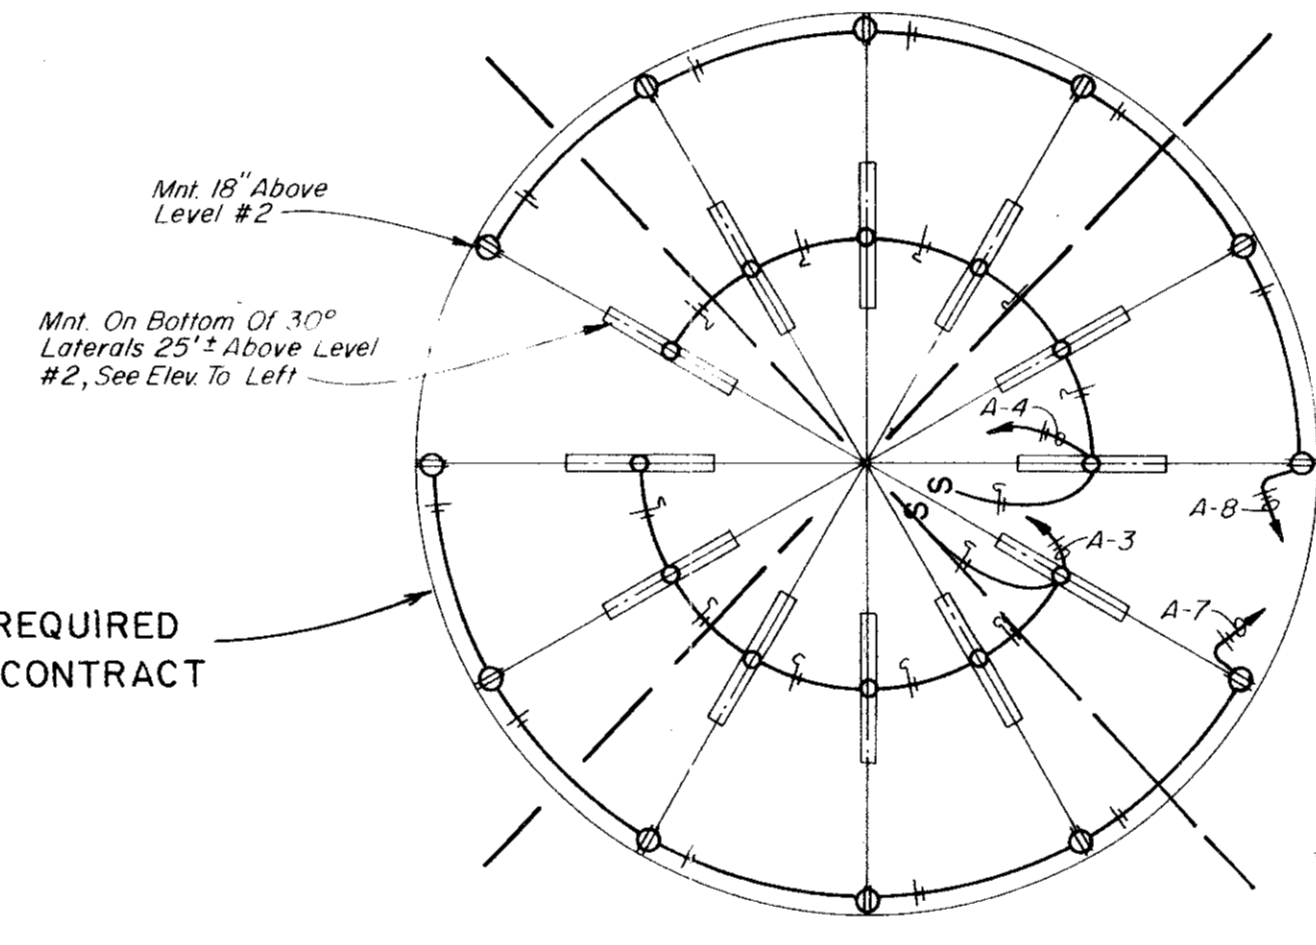 Mnt. 18" Above
Level #2
Mnt. On Bottom Of 30°
Laterals 25'± Above Level
#2, See Elev. To Left
A-4
S
S
A-8
A-3
A-7
REQUIRED
CONTRACT